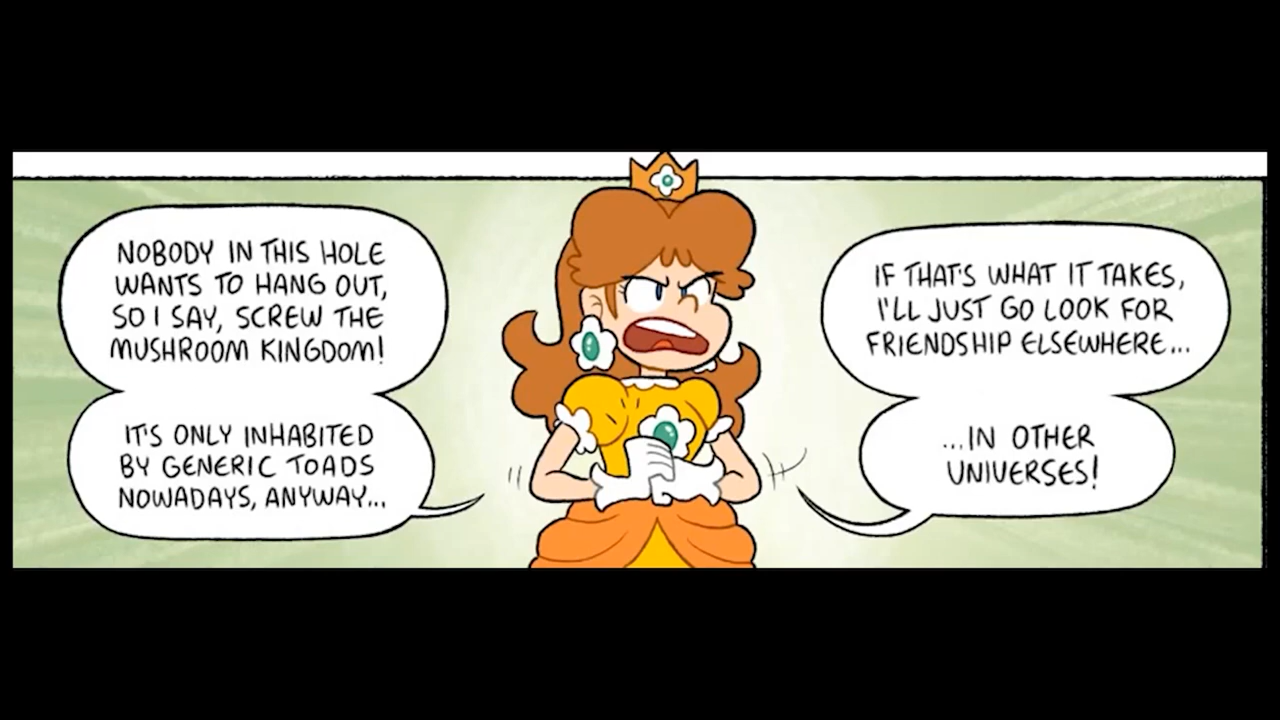 NOBODY IN THIS HOLE
WANTS TO HANG OUT,
SO I SAY, SCREW THE
MUSHROOM KINGDOM!
IT'S ONLY INHABITED
BY GENERIC TOADS
NOWADAYS, ANYWAY...
IF THAT'S WHAT IT TAKES,
I'LL JUST GO LOOK FOR
FRIENDSHIP ELSEWHERE...
...IN OTHER
UNIVERSES!